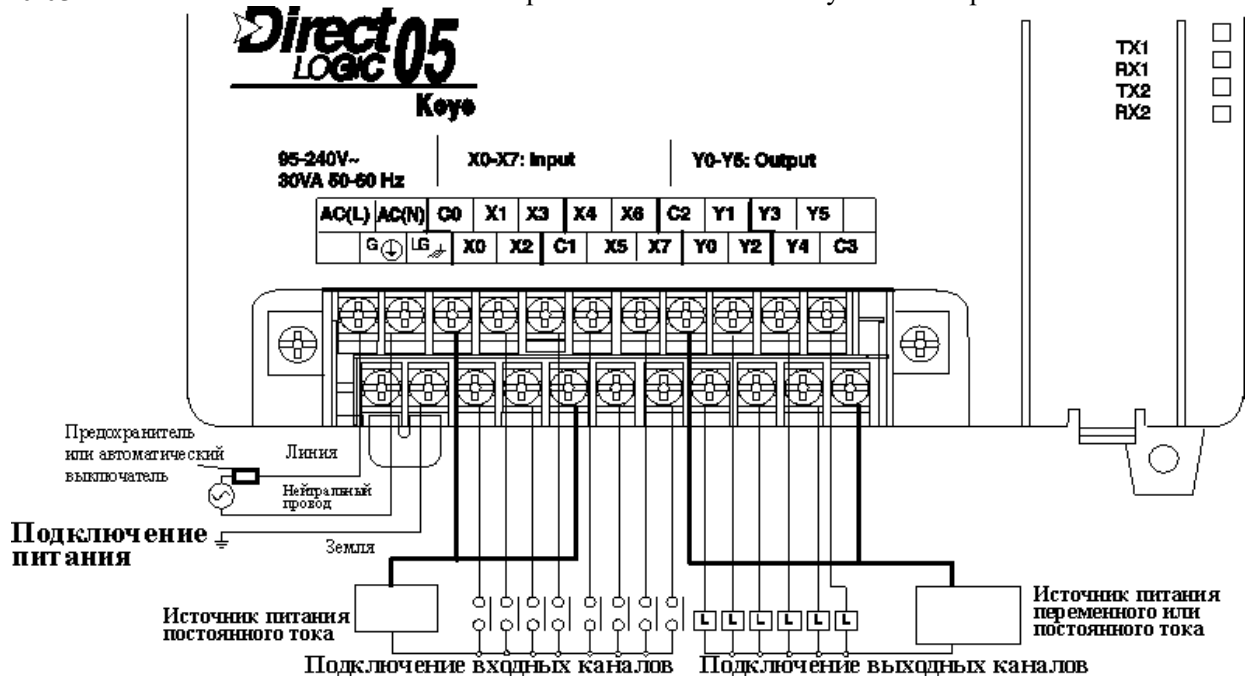 Direct
LOGIC 05
Koyo
TX1
RX1
TX2
RX2
95-240V~
30VA 50-60 Hz
X0-X7: Input
Y0-Y5: Output
AC(L) AC(N) C0 X1 X3 X4 X6 C2 Y1 Y3 Y5
G LG X0 X2 C1 X5 X7 Y0 Y2 Y4 C3
Предохранитель
или автоматический
выключатель
Линия
Нейтральный
провод
Подключение
питания
Земля
Источник питания
постоянного тока
L L L L L L
Источник питания
переменного или
постоянного тока
Подключение входных каналов
Подключение выходных каналов